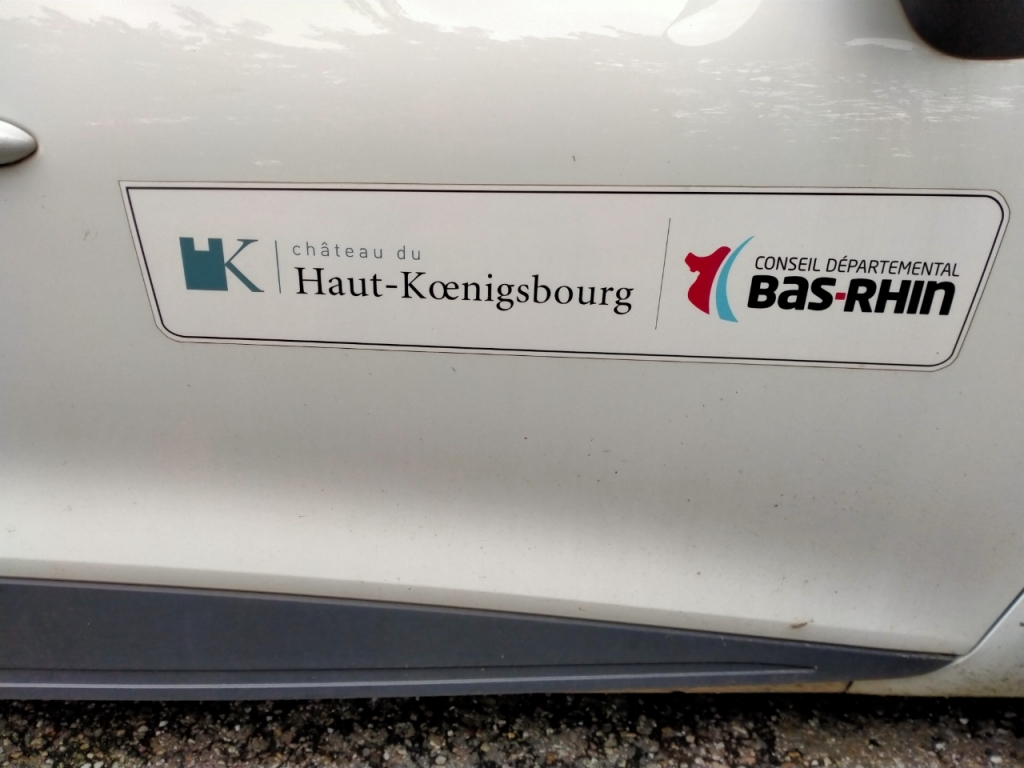 K
château du
Haut-Kœnigsbourg
CONSEIL DÉPARTEMENTAL
BAS-RHIN